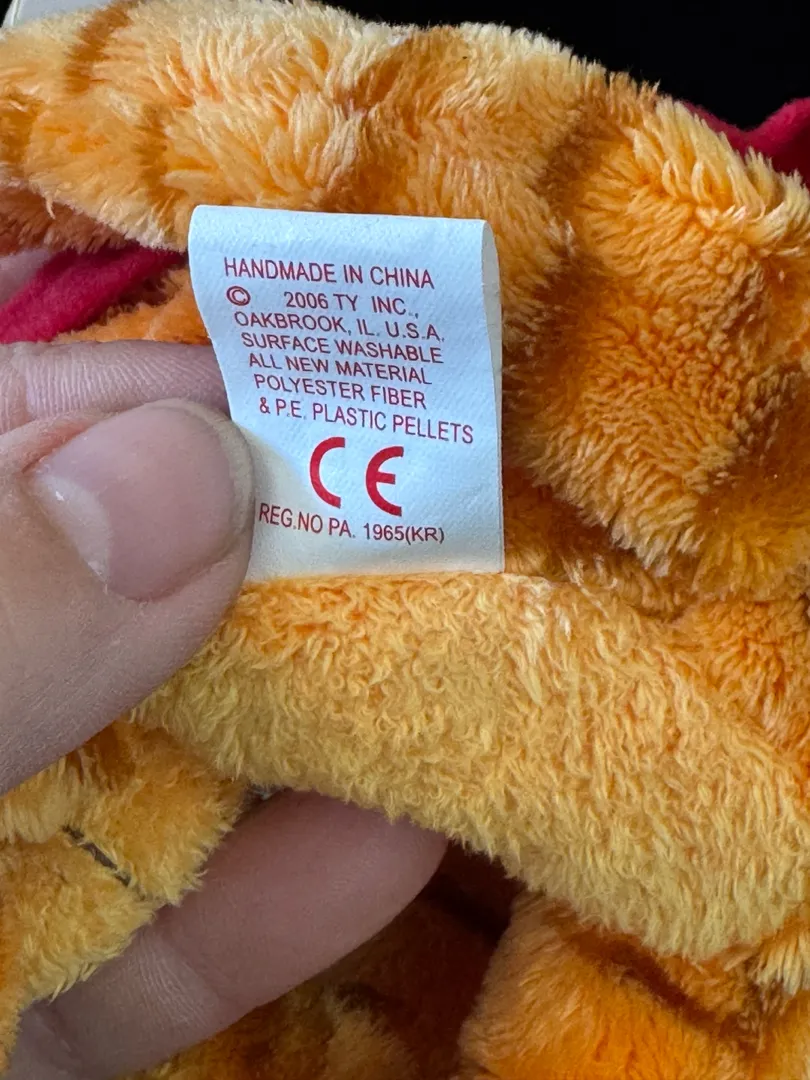 HANDMADE IN CHINA
© 2006 TY INC.,
OAKBROOK, IL. U.S.A.
SURFACE WASHABLE
ALL NEW MATERIAL
POLYESTER FIBER
& P.E. PLASTIC PELLETS
CE
REG.NO PA. 1965(KR)